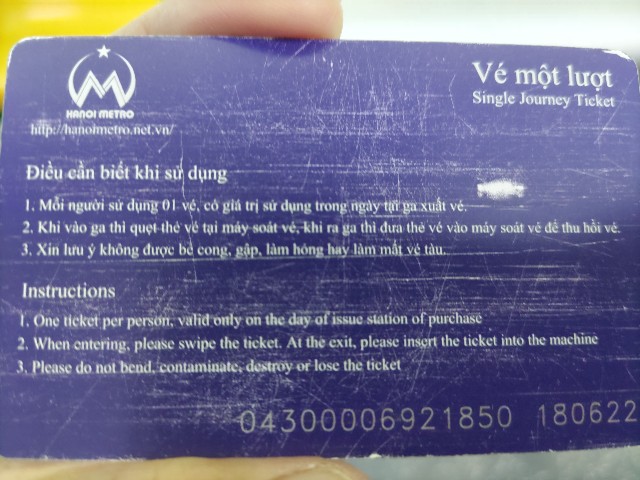 HANOI METRO
http://hanoimetro.net.vn/
Vé một lượt
Single Journey Ticket
Điều cần biết khi sử dụng
1. Mỗi người sử dụng 01 vé, có giá trị sử dụng trong ngày tại ga xuất vé.
2. Khi vào ga thì quẹt thẻ vé tại máy soát vé, khi ra ga thì đưa thẻ vé vào máy soát vé để thu hồi vé.
3. Xin lưu ý không được bẻ cong, gập, làm hỏng hay làm mất vé tàu.
Instructions
1. One ticket per person, valid only on the day of issue station of purchase
2. When entering, please swipe the ticket. At the exit, please insert the ticket into the machine
3. Please do not bend, contaminate, destroy or lose the ticket
04300006921850 180622